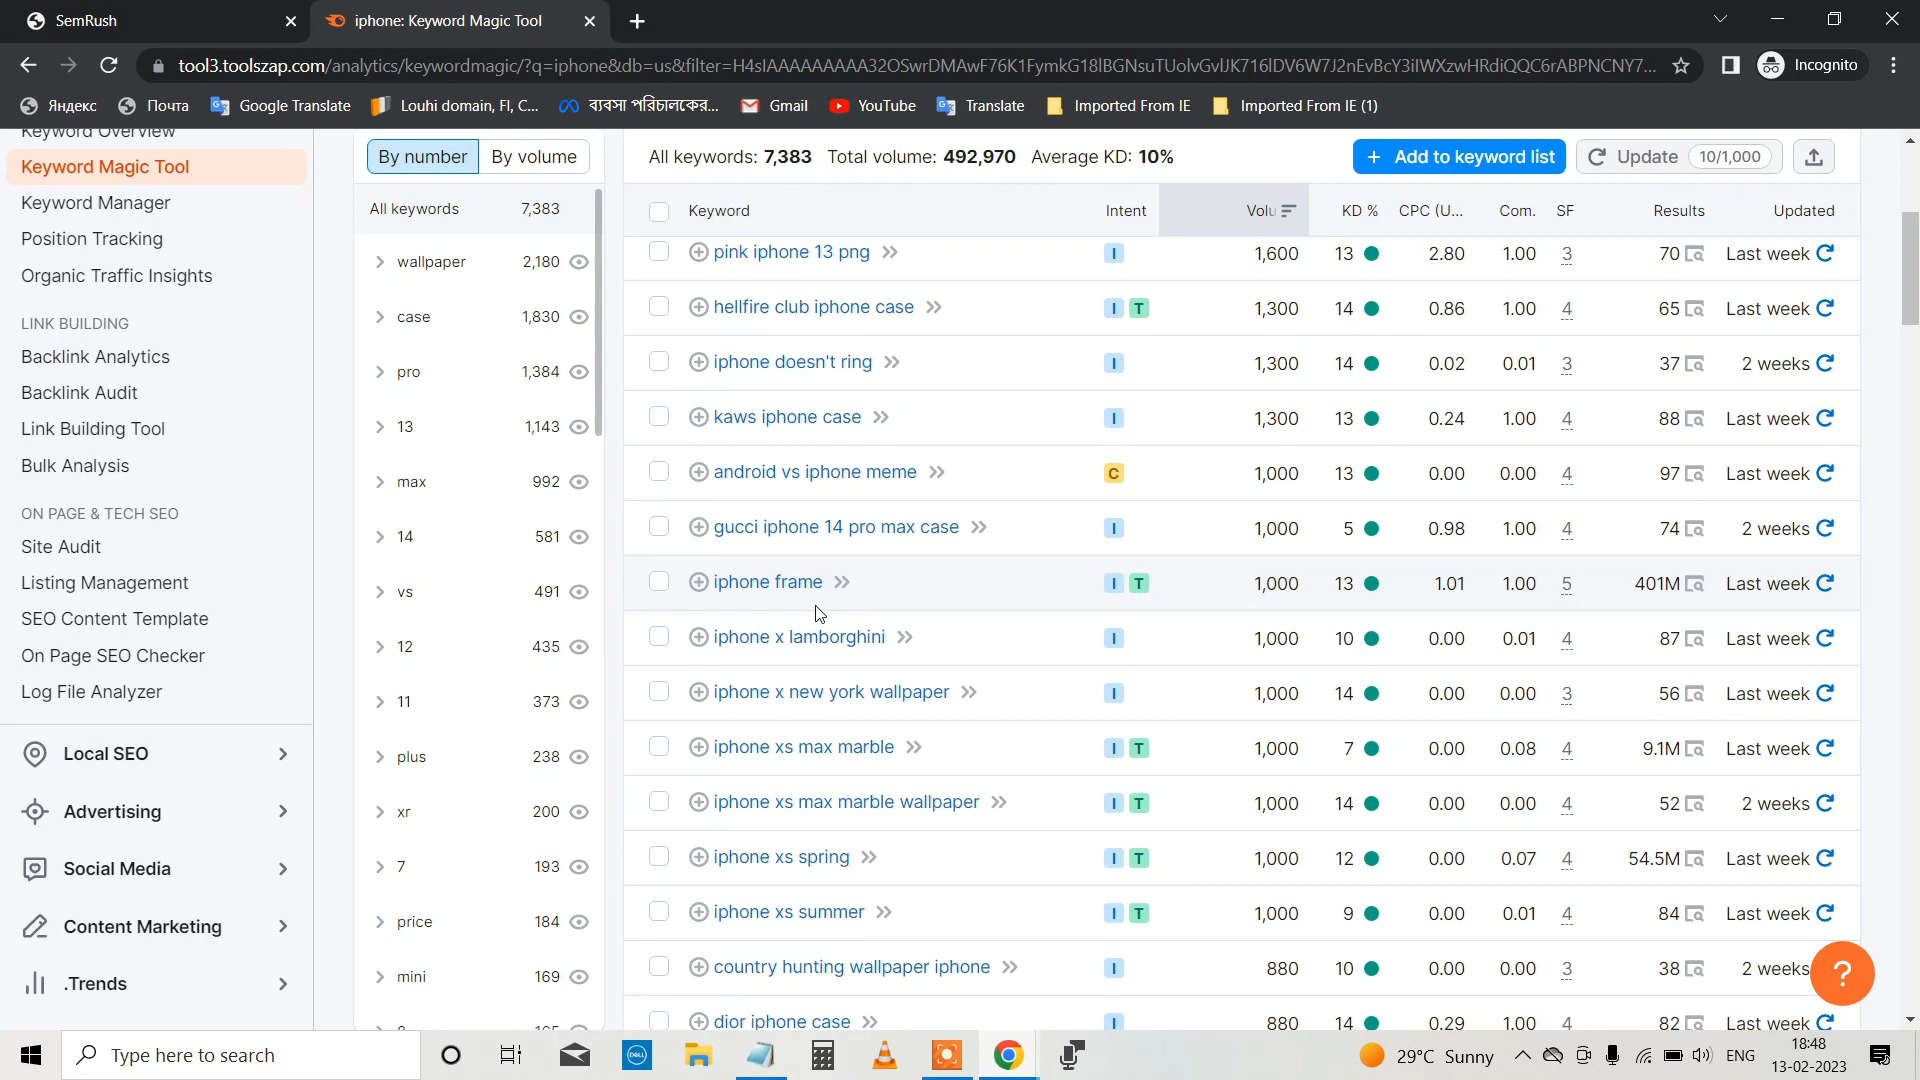 SemRush
iphone: Keyword Magic Tool
tool3.toolszap.com/analytics/keywordmagic/?q=iphone&db=us&filter=
Incognito
Яндекс
Почта
Google Translate
Louhi domain, FI, C...
ব্যবসা পরিচালকের...
Gmail
YouTube
Translate
Imported From IE
Imported From IE (1)
Keyword Overview
Keyword Magic Tool
Keyword Manager
Position Tracking
Organic Traffic Insights
LINK BUILDING
Backlink Analytics
Backlink Audit
Link Building Tool
Bulk Analysis
ON PAGE & TECH SEO
Site Audit
Listing Management
SEO Content Template
On Page SEO Checker
Log File Analyzer
Local SEO
Advertising
Social Media
Content Marketing
.Trends
By number By volume
All keywords 7,383
wallpaper 2,180
case 1,830
pro 1,384
13 1,143
max 992
14 581
vs 491
12 435
11 373
plus 238
xr 200
7 193
price 184
mini 169
All keywords: 7,383 Total volume: 492,970 Average KD: 10%
+ Add to keyword list
Update 10/1,000
Keyword Intent Volu KD % CPC (U... Com. SF Results Updated
pink iphone 13 png I 1,600 13 2.80 1.00 3 70 Last week
hellfire club iphone case I T 1,300 14 0.86 1.00 4 65 Last week
iphone doesn't ring I 1,300 14 0.02 0.01 3 37 2 weeks
kaws iphone case I 1,300 13 0.24 1.00 4 88 Last week
android vs iphone meme C 1,000 13 0.00 0.00 4 97 Last week
gucci iphone 14 pro max case I 1,000 5 0.98 1.00 4 74 2 weeks
iphone frame I T 1,000 13 1.01 1.00 5 401M Last week
iphone x lamborghini I 1,000 10 0.00 0.01 4 87 Last week
iphone x new york wallpaper I 1,000 14 0.00 0.00 3 56 Last week
iphone xs max marble I T 1,000 7 0.00 0.08 4 9.1M Last week
iphone xs max marble wallpaper I T 1,000 14 0.00 0.00 4 52 2 weeks
iphone xs spring I T 1,000 12 0.00 0.07 4 54.5M Last week
iphone xs summer I T 1,000 9 0.00 0.01 4 84 Last week
country hunting wallpaper iphone I 880 10 0.00 0.00 3 38 2 weeks
dior iphone case I 880 14 0.29 1.00 4 82 Last week
?
Type here to search
DELL
29°C Sunny
ENG
18:48
13-02-2023